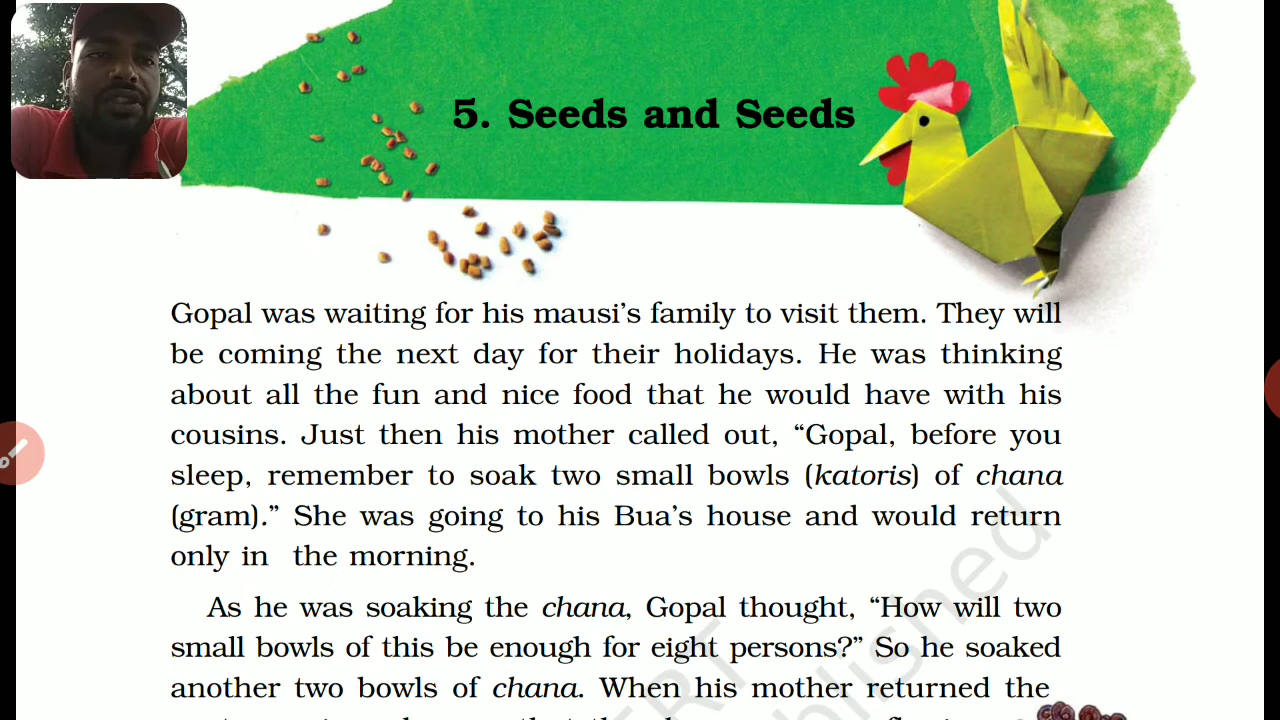 5. Seeds and Seeds
Gopal was waiting for his mausi’s family to visit them. They will
be coming the next day for their holidays. He was thinking
about all the fun and nice food that he would have with his
cousins. Just then his mother called out, “Gopal, before you
sleep, remember to soak two small bowls (katoris) of chana
(gram).” She was going to his Bua’s house and would return
only in the morning.
As he was soaking the chana, Gopal thought, “How will two
small bowls of this be enough for eight persons?” So he soaked
another two bowls of chana. When his mother returned the